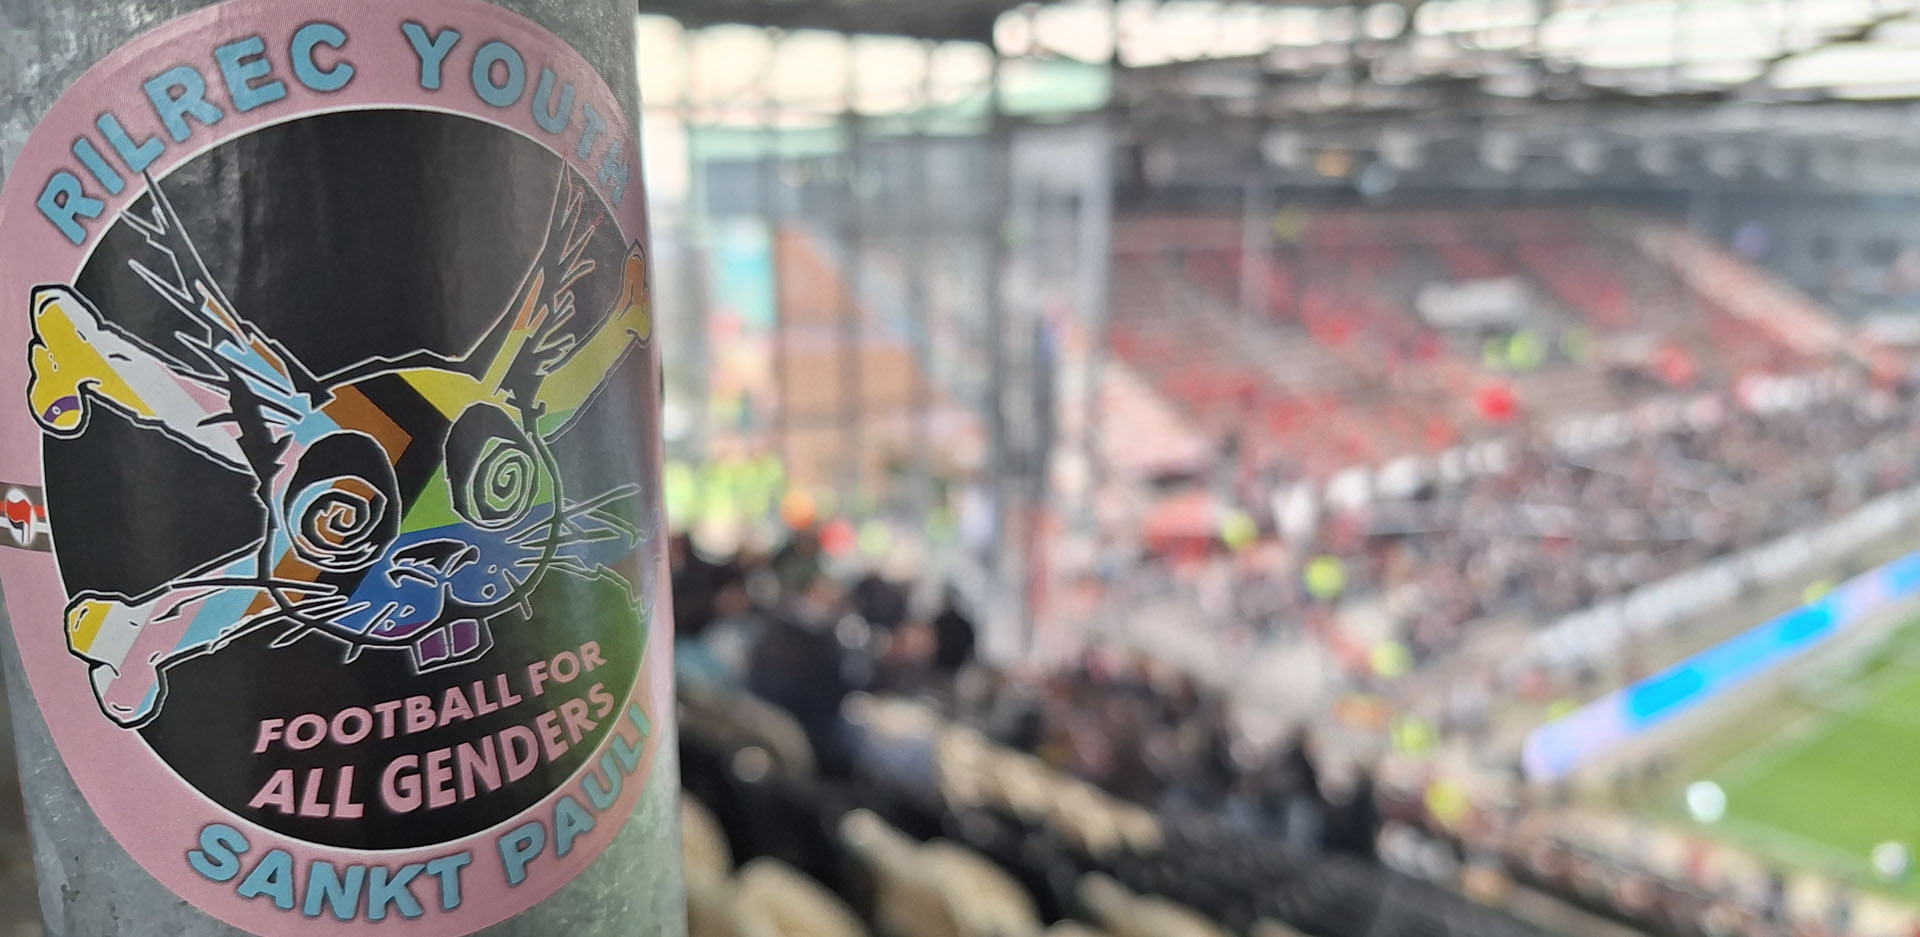 RILREC YOUTH
FOOTBALL FOR
ALL GENDERS
SANKT PAULI